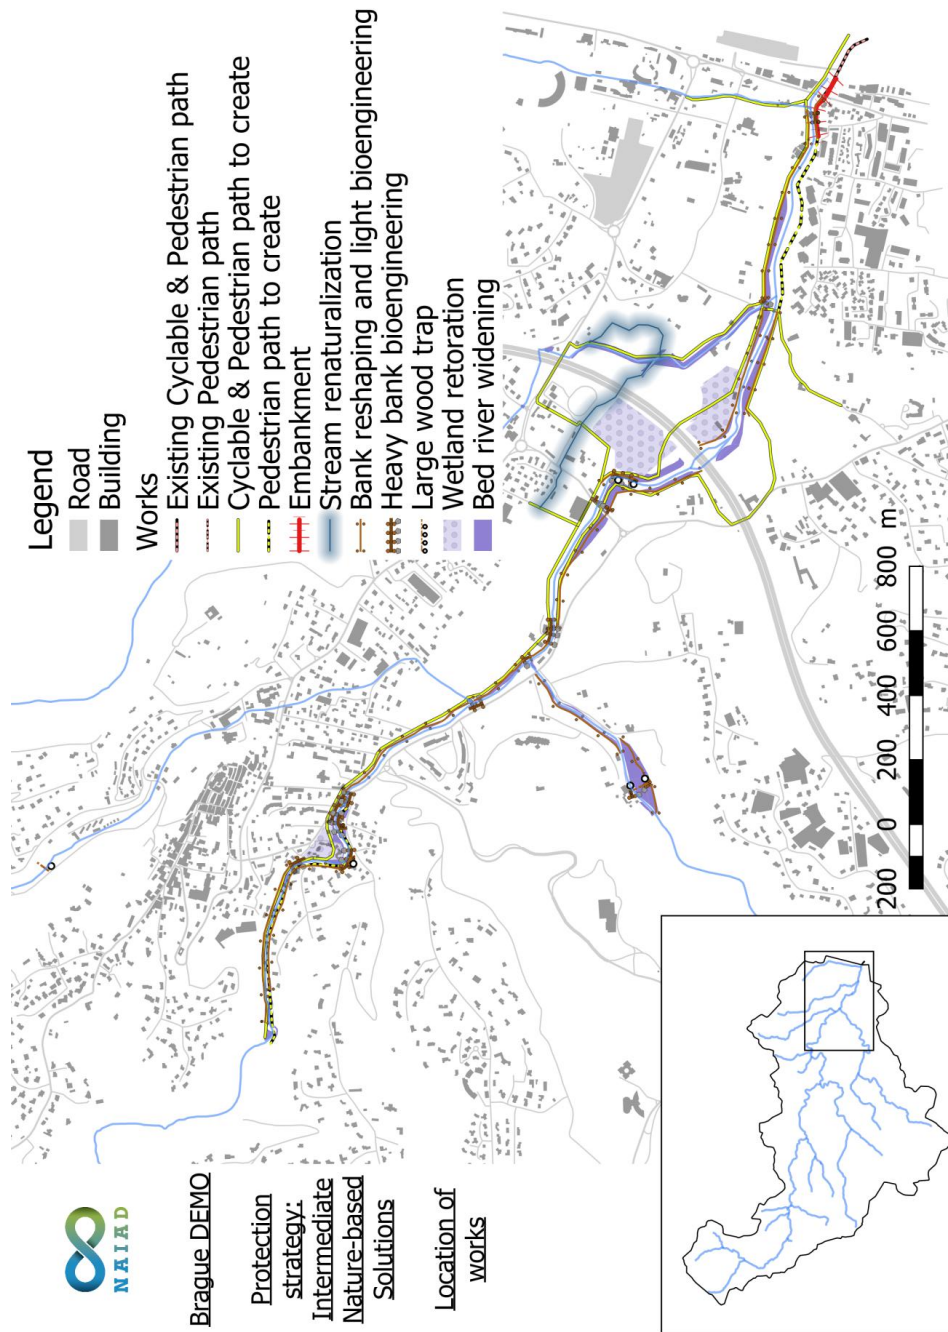 NAIAD
Brague DEMO
Protection
strategy:
Intermediate
Nature-based
Solutions
Location of
works
Legend
Road
Building
Works
Existing Cyclable & Pedestrian path
Existing Pedestrian path
Cyclable & Pedestrian path to create
Pedestrian path to create
Embankment
Stream renaturalization
Bank reshaping and light bioengineering
Heavy bank bioengineering
Large wood trap
Wetland retoration
Bed river widening
200 0 200 400 600 800 m